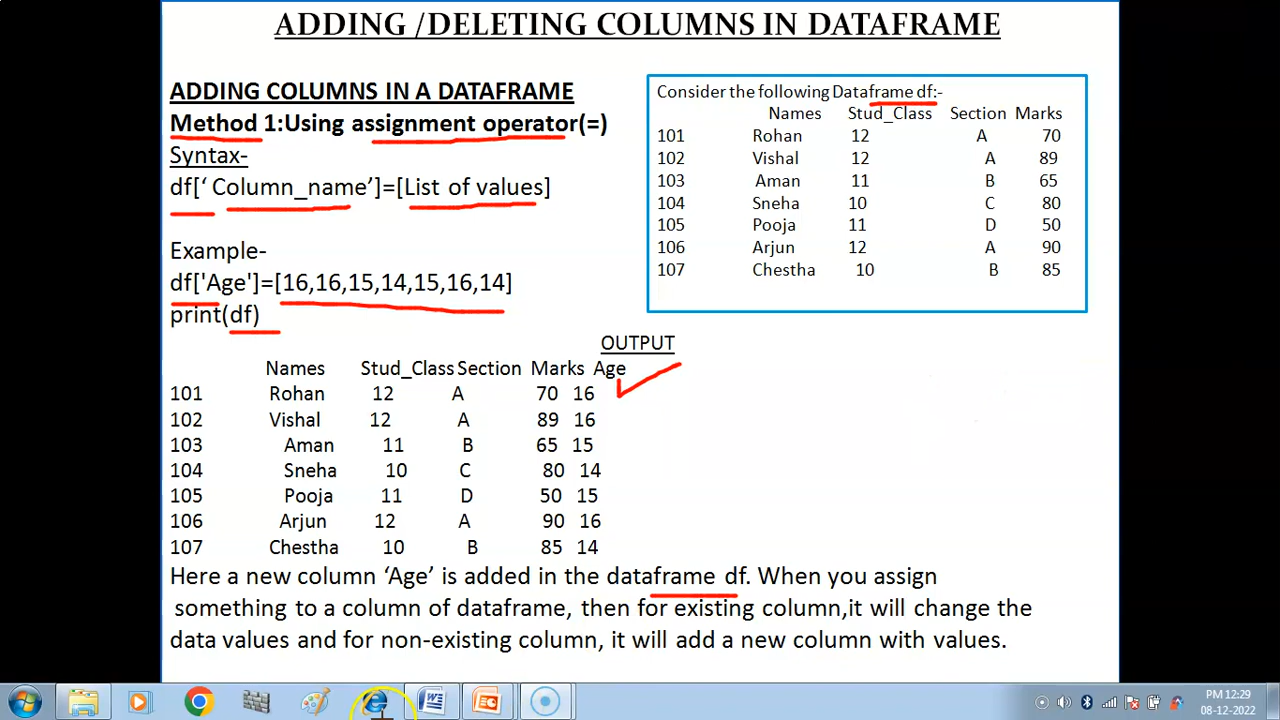 ADDING /DELETING COLUMNS IN DATAFRAME
ADDING COLUMNS IN A DATAFRAME
Method 1:Using assignment operator(=)
Syntax-
df[‘ Column_name’]=[List of values]
Example-
df['Age']=[16,16,15,14,15,16,14]
print(df)
Consider the following Dataframe df:-
Names Stud_Class Section Marks
101 Rohan 12 A 70
102 Vishal 12 A 89
103 Aman 11 B 65
104 Sneha 10 C 80
105 Pooja 11 D 50
106 Arjun 12 A 90
107 Chestha 10 B 85
OUTPUT
Names Stud_Class Section Marks Age
101 Rohan 12 A 70 16
102 Vishal 12 A 89 16
103 Aman 11 B 65 15
104 Sneha 10 C 80 14
105 Pooja 11 D 50 15
106 Arjun 12 A 90 16
107 Chestha 10 B 85 14
Here a new column ‘Age’ is added in the dataframe df. When you assign
something to a column of dataframe, then for existing column,it will change the
data values and for non-existing column, it will add a new column with values.
PM 12:29
08-12-2022